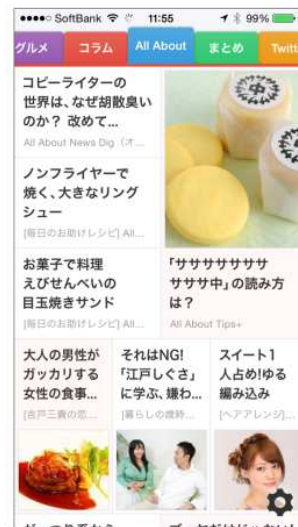 SoftBank 11:55 99%
グルメ コラム All About まとめ Twitt
コピーライターの
世界は、なぜ胡散臭い
のか? 改めて...
All About News Dig（オ...
ノンフライヤーで
焼く、大きなリング
シュー
[毎日のお助けレシピ] All...
お菓子で料理
えびせんべいの
目玉焼きサンド
[毎日のお助けレシピ] All...
「ササササササササ
ササ中」の読み方
は?
All About Tips+
大人の男性が
ガッカリする
女性の食事...
[吉戸三貴の恋...
それはNG!
「江戸しぐさ」
に学ぶ、嫌わ...
[暮らしの歳時...
スイート1
人占め!ゆる
編み込み
[ヘアアレンジ]...